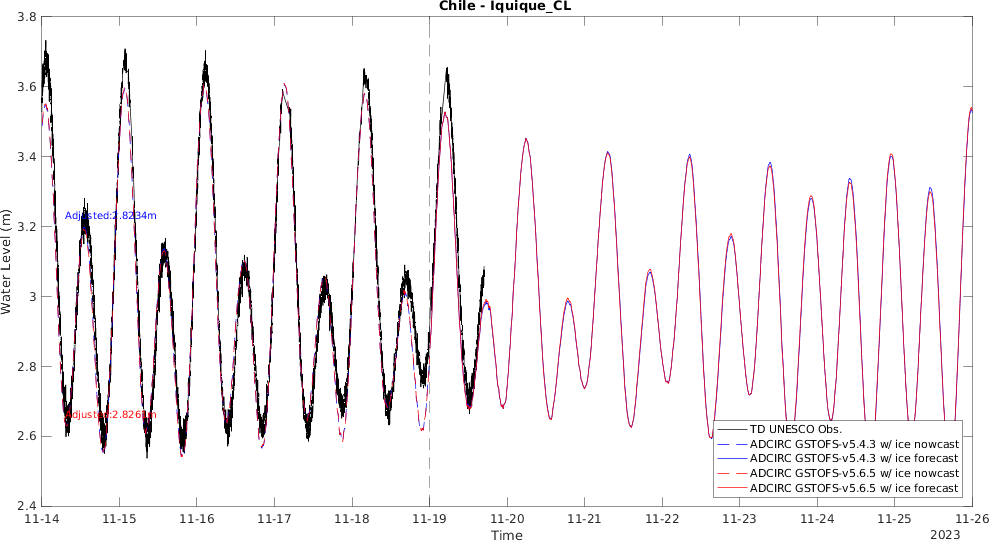 Chile - Iquique_CL
3.8
3.6
3.4
3.2
3
2.8
2.6
2.4
Water Level (m)
Adjusted:2.8234m
Adjusted:2.8268m
TD UNESCO Obs.
ADCIRC GSTOFS-v5.4.3 w/ ice nowcast
ADCIRC GSTOFS-v5.4.3 w/ ice forecast
ADCIRC GSTOFS-v5.6.5 w/ ice nowcast
ADCIRC GSTOFS-v5.6.5 w/ ice forecast
11-14 11-15 11-16 11-17 11-18 11-19 11-20 11-21 11-22 11-23 11-24 11-25 11-26
Time
2023